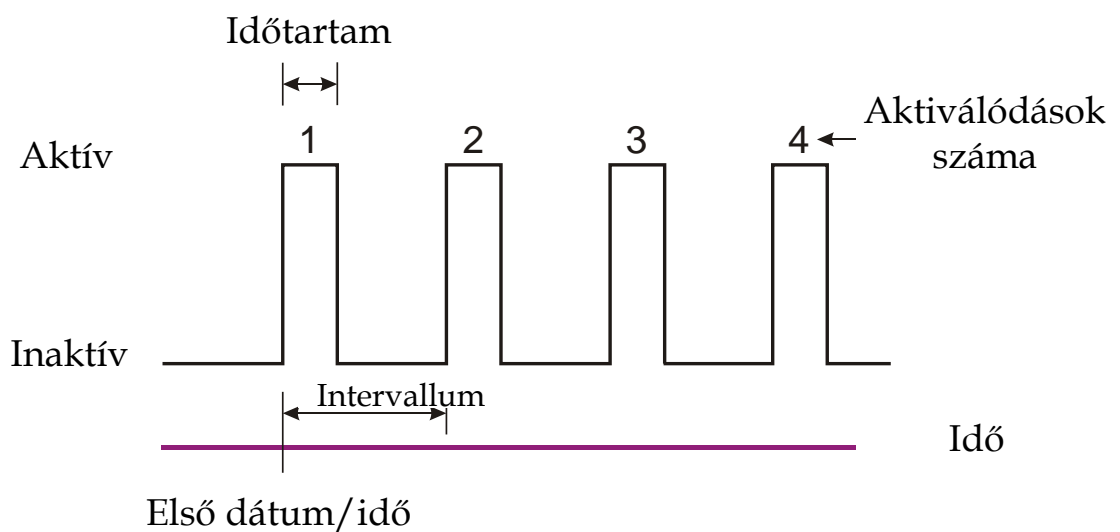 Időtartam
1
2
3
4
Aktiválódások
száma
Aktív
Inaktív
Intervallum
Idő
Első dátum/idő